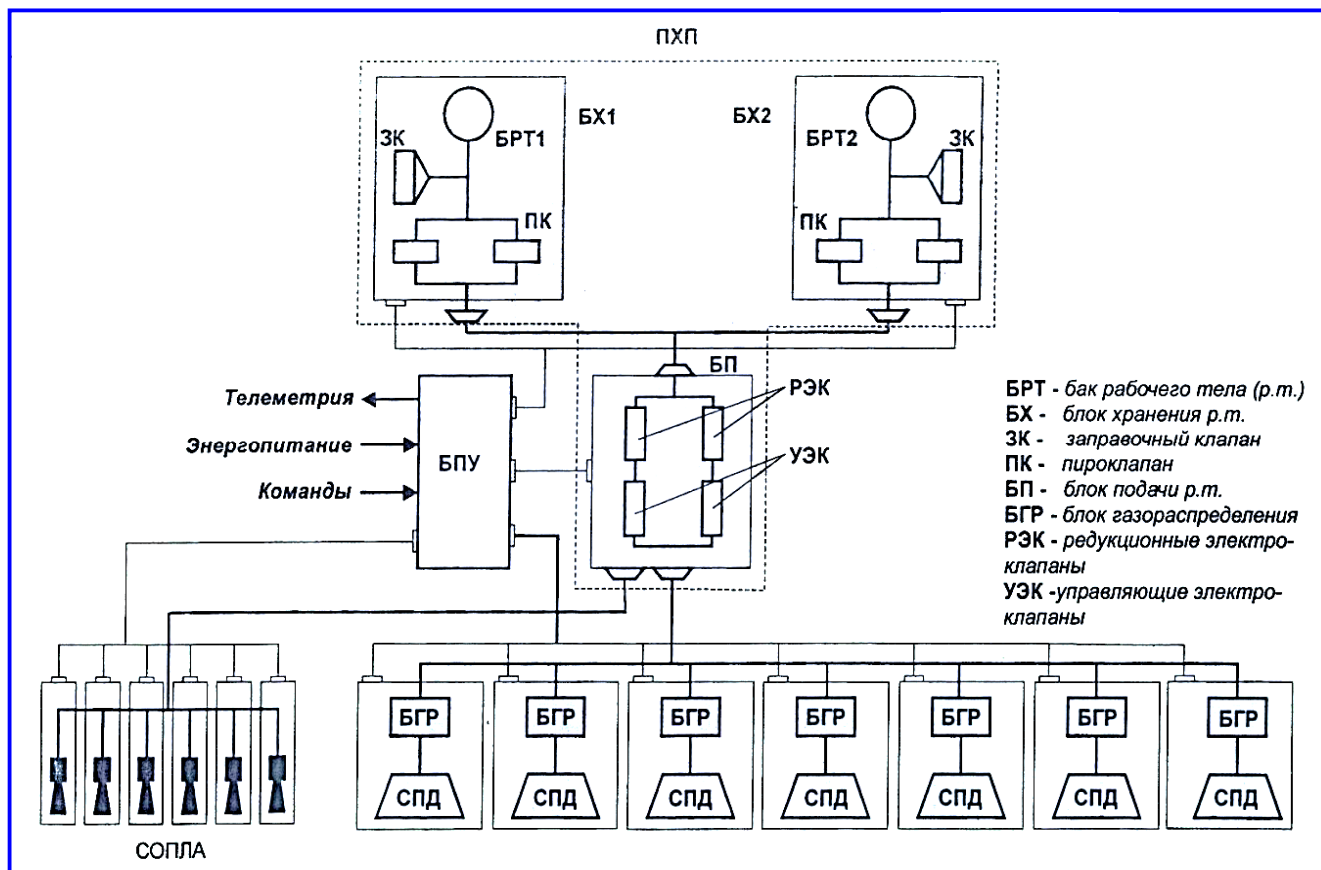 ПХП
БХ1
БХ2
ЗК
БРТ1
БРТ2
ЗК
ПК
ПК
БП
Телеметрия
Энергопитание
Команды
БПУ
РЭК
УЭК
БРТ - бак рабочего тела (р.т.)
БХ - блок хранения р.т.
ЗК - заправочный клапан
ПК - пироклапан
БП - блок подачи р.т.
БГР - блок газораспределения
РЭК - редукционные электро-
клапаны
УЭК -управляющие электро-
клапаны
БГР БГР БГР БГР БГР БГР БГР
СПД СПД СПД СПД СПД СПД СПД
СОПЛА